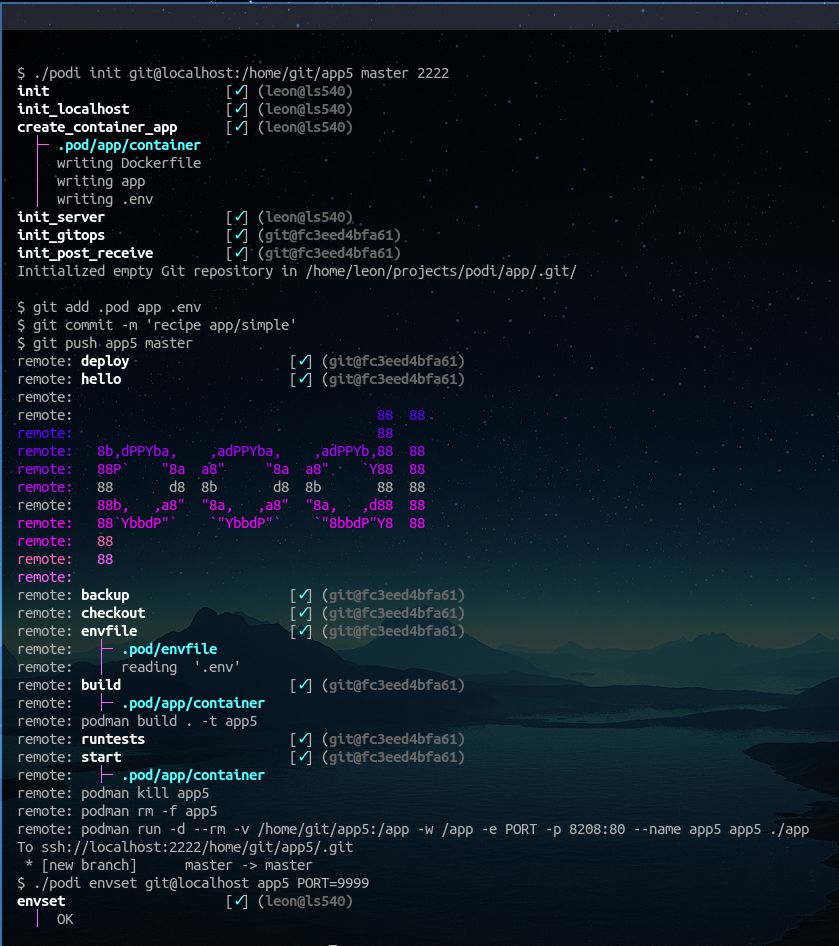 $ ./podi init git@localhost:/home/git/app5 master 2222
init                      [✓] (leon@ls540)
init_localhost            [✓] (leon@ls540)
create_container_app      [✓] (leon@ls540)
  ├─ .pod/app/container
  │  writing Dockerfile
  │  writing app
  │  writing .env
init_server               [✓] (leon@ls540)
init_gitops               [✓] (git@fc3eed4bfa61)
init_post_receive         [✓] (git@fc3eed4bfa61)
Initialized empty Git repository in /home/leon/projects/podi/app/.git/
$ git add .pod app .env
$ git commit -m 'recipe app/simple'
$ git push app5 master
remote: deploy                    [✓] (git@fc3eed4bfa61)
remote: hello                     [✓] (git@fc3eed4bfa61)
remote:
remote:                                      88  88
remote:                                      88
remote:   8b,dPPYba,    ,adPPYba,    ,adPPYb,88  88
remote:   88P`    "8a  a8"     "8a  a8"    `Y88  88
remote:   88       d8  8b       d8  8b       88  88
remote:   88b,   ,a8"  "8a,   ,a8"  "8a,   ,d88  88
remote:   88`YbbdP"`    `"YbbdP"`    `"8bbdP"Y8  88
remote:   88
remote:   88
remote:
remote: backup                    [✓] (git@fc3eed4bfa61)
remote: checkout                  [✓] (git@fc3eed4bfa61)
remote: envfile                   [✓] (git@fc3eed4bfa61)
remote:   ├─ .pod/envfile
remote:   │  reading  '.env'
remote: build                     [✓] (git@fc3eed4bfa61)
remote:   ├─ .pod/app/container
remote: podman build . -t app5
remote: runtests                  [✓] (git@fc3eed4bfa61)
remote: start                     [✓] (git@fc3eed4bfa61)
remote:   ├─ .pod/app/container
remote: podman kill app5
remote: podman rm -f app5
remote: podman run -d --rm -v /home/git/app5:/app -w /app -e PORT -p 8208:80 --name app5 app5 ./app
To ssh://localhost:2222/home/git/app5/.git
 * [new branch]      master -> master
$ ./podi envset git@localhost app5 PORT=9999
envset                    [✓] (leon@ls540)
  │  OK